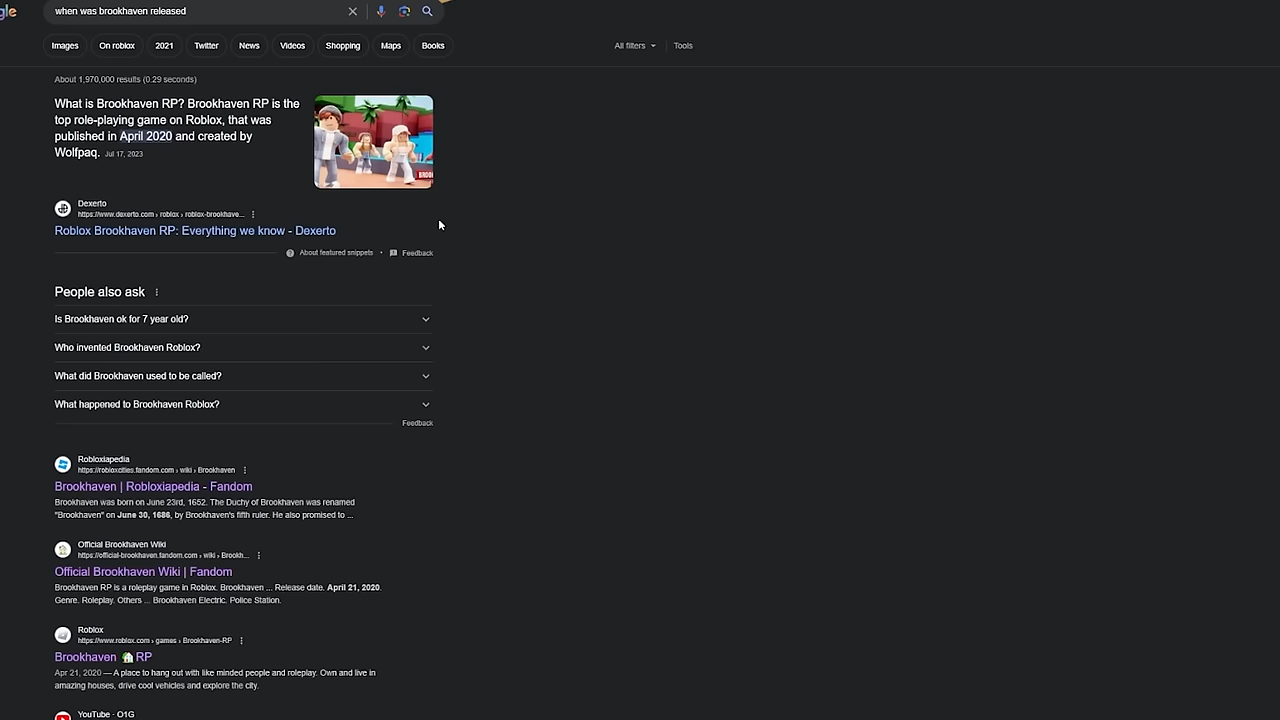 gle
when was brookhaven released
Images
On roblox
2021
Twitter
News
Videos
Shopping
Maps
Books
All filters
Tools
About 1,970,000 results (0.29 seconds)
What is Brookhaven RP? Brookhaven RP is the
top role-playing game on Roblox, that was
published in April 2020 and created by
Wolfpaq. Jul 17, 2023
BROO
Dexerto
https://www.dexerto.com › roblox › roblox-brookhave...
Roblox Brookhaven RP: Everything we know - Dexerto
About featured snippets • Feedback
People also ask
Is Brookhaven ok for 7 year old?
Who invented Brookhaven Roblox?
What did Brookhaven used to be called?
What happened to Brookhaven Roblox?
Feedback
Robloxiapedia
https://robloxcities.fandom.com › wiki › Brookhaven
Brookhaven | Robloxiapedia - Fandom
Brookhaven was born on June 23rd, 1652. The Duchy of Brookhaven was renamed
"Brookhaven" on June 30, 1686, by Brookhaven's fifth ruler. He also promised to ...
Official Brookhaven Wiki
https://official-brookhaven.fandom.com › wiki › Brookh...
Official Brookhaven Wiki | Fandom
Brookhaven RP is a roleplay game in Roblox. Brookhaven ... Release date. April 21, 2020.
Genre. Roleplay. Others ... Brookhaven Electric. Police Station.
Roblox
https://www.roblox.com › games › Brookhaven-RP
Brookhaven 🏡RP
Apr 21, 2020 — A place to hang out with like minded people and roleplay. Own and live in
amazing houses, drive cool vehicles and explore the city.
YouTube · O1G